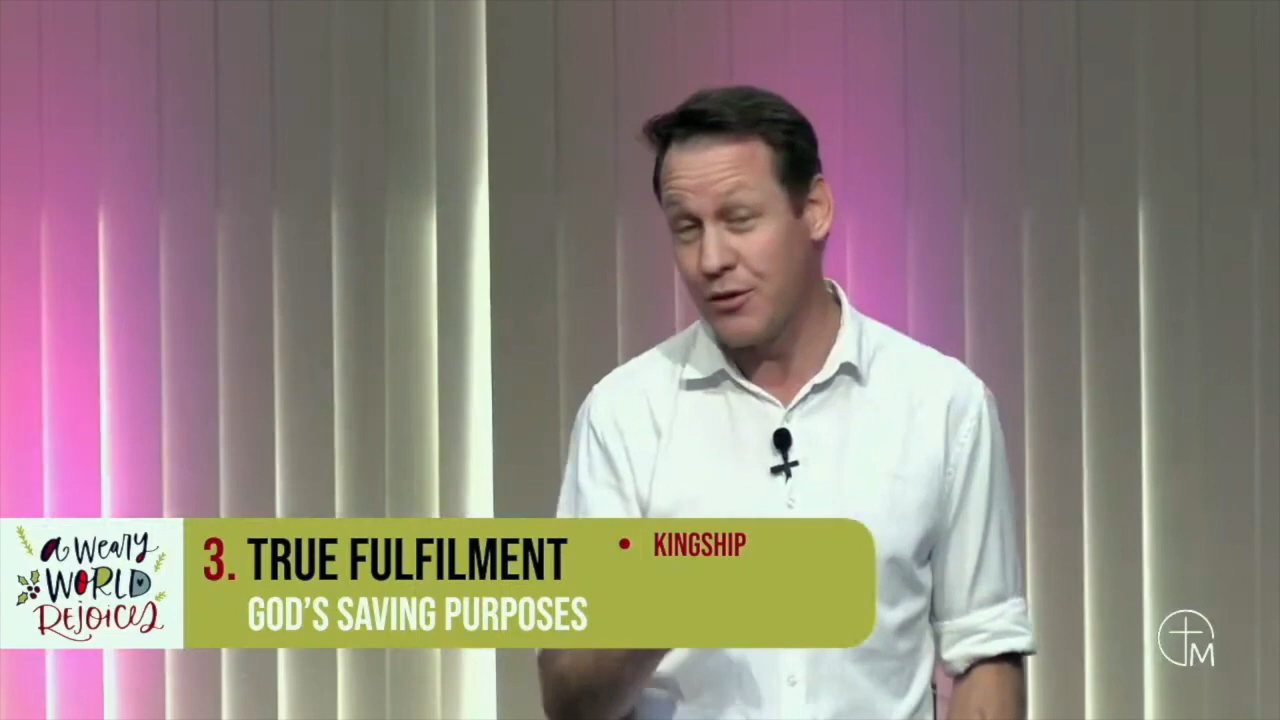 a Weary
WORLD
Rejoices
3. TRUE FULFILMENT
GOD'S SAVING PURPOSES
• KINGSHIP
M